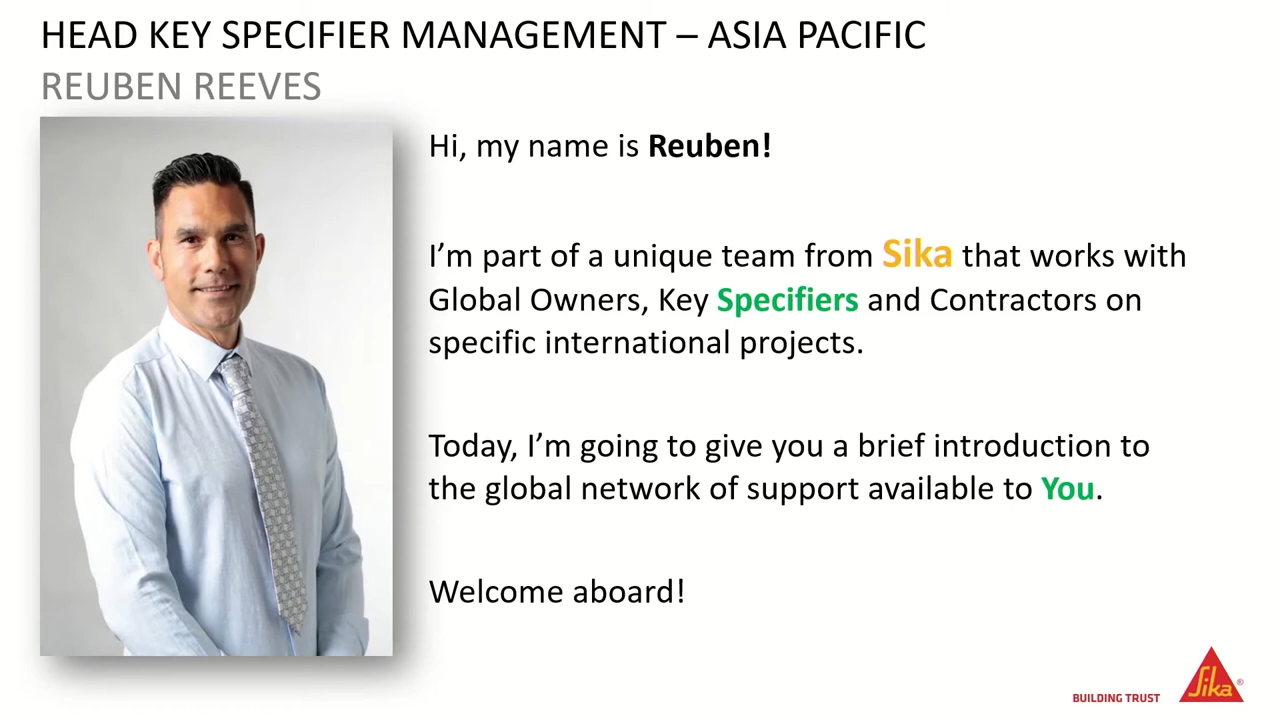 HEAD KEY SPECIFIER MANAGEMENT – ASIA PACIFIC
REUBEN REEVES
Hi, my name is Reuben!
I’m part of a unique team from Sika that works with
Global Owners, Key Specifiers and Contractors on
specific international projects.
Today, I’m going to give you a brief introduction to
the global network of support available to You.
Welcome aboard!
BUILDING TRUST
Sika®